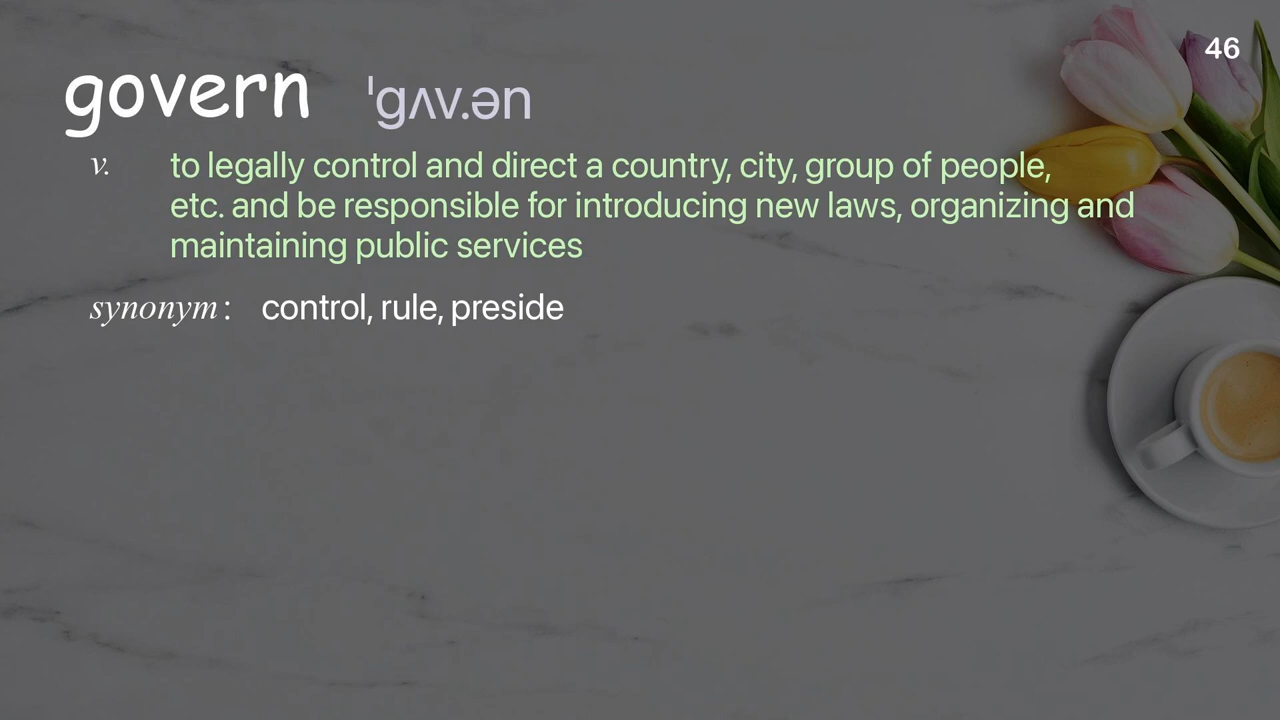 46
govern ˈgʌv.ən
v. to legally control and direct a country, city, group of people,
etc. and be responsible for introducing new laws, organizing and
maintaining public services
synonym: control, rule, preside